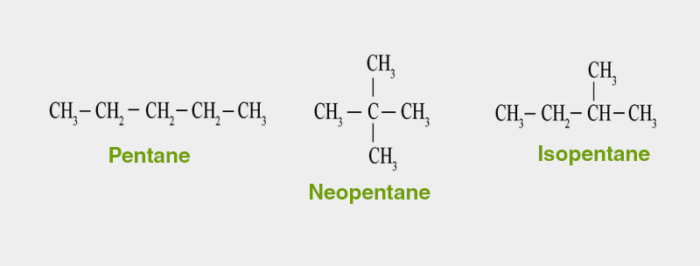 CH₃–CH₂–CH₂–CH₂–CH₃
Pentane
CH₃
|
CH₃–C–CH₃
|
CH₃
Neopentane
CH₃
|
CH₃–CH₂–CH–CH₃
Isopentane